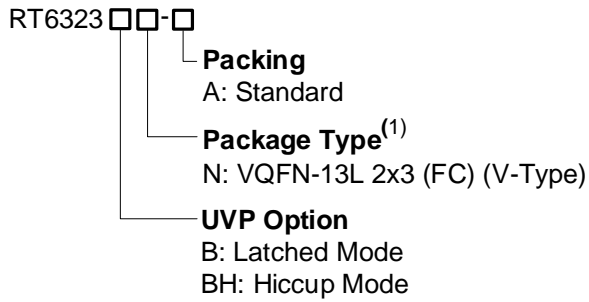 RT6323 □□-□
Packing
A: Standard
Package Type(1)
N: VQFN-13L 2x3 (FC) (V-Type)
UVP Option
B: Latched Mode
BH: Hiccup Mode